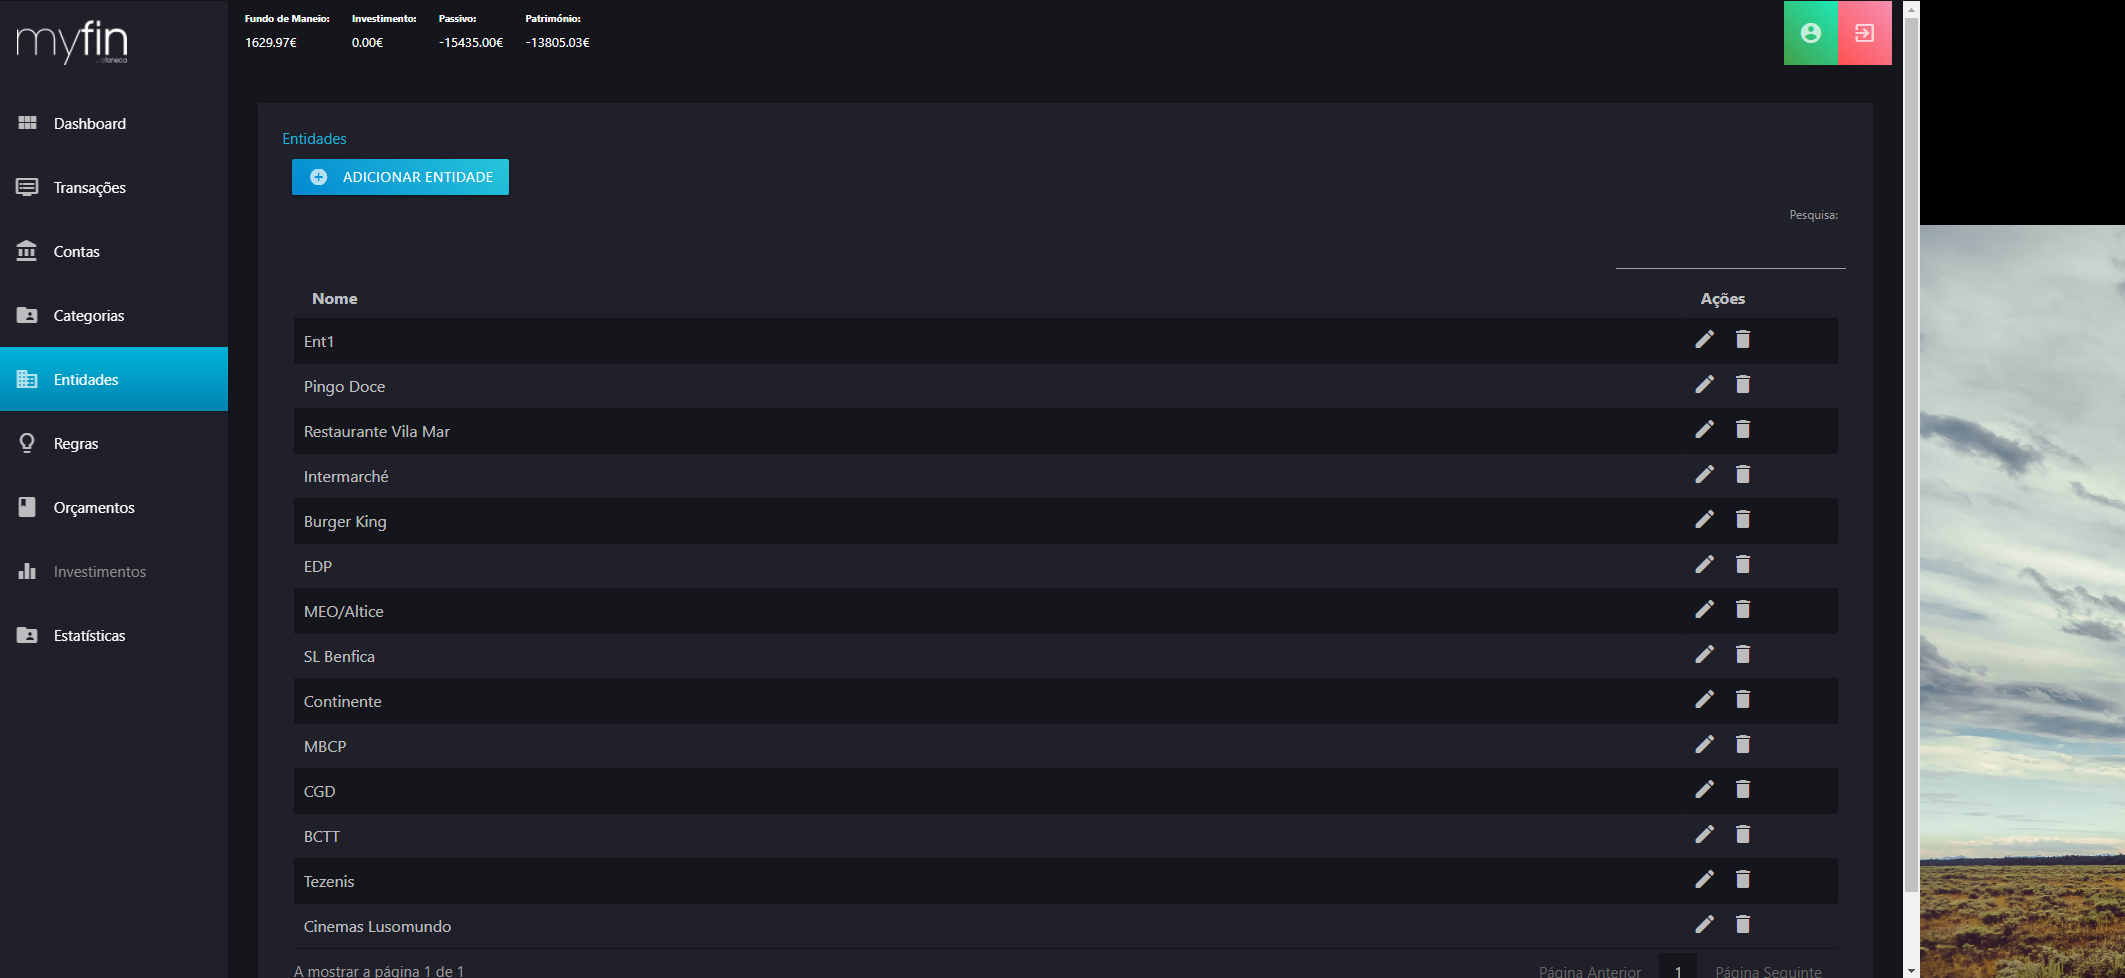 myfin
Fundo de Maneio: Investimento: Passivo: Património:
1629.97€ 0.00€ -15435.00€ -13805.03€
Dashboard
Transações
Contas
Categorias
Entidades
Regras
Orçamentos
Investimentos
Estatísticas
Entidades
ADICIONAR ENTIDADE
Pesquisa:
Nome Ações
Ent1
Pingo Doce
Restaurante Vila Mar
Intermarché
Burger King
EDP
MEO/Altice
SL Benfica
Continente
MBCP
CGD
BCTT
Tezenis
Cinemas Lusomundo
A mostrar a página 1 de 1 Página Anterior 1 Página Seguinte